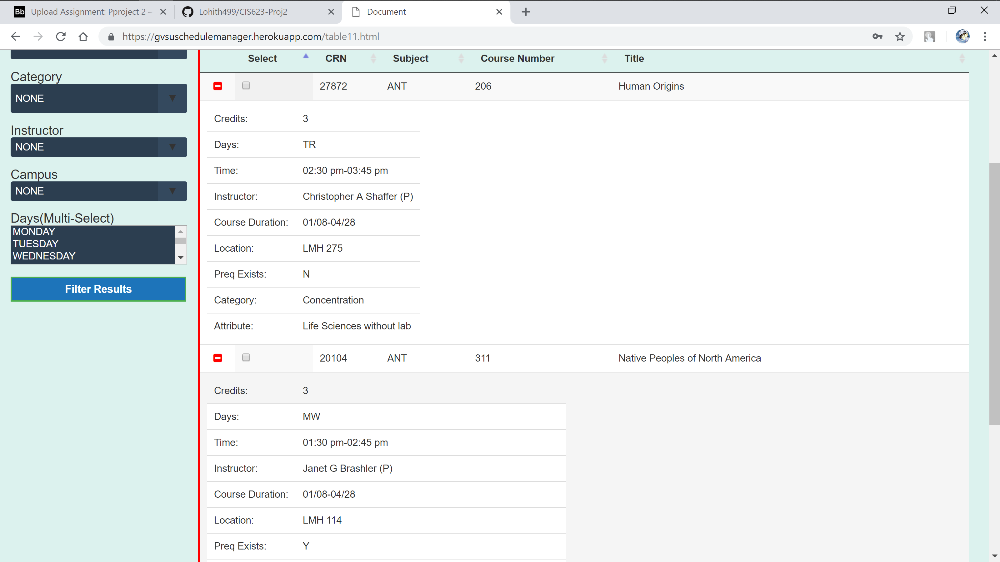 Bb Upload Assignment: Pproject 2 –
Lohith499/CIS623-Proj2
Document
https://gvsuschedulemanager.herokuapp.com/table11.html
Category
NONE
Instructor
NONE
Campus
NONE
Days(Multi-Select)
MONDAY
TUESDAY
WEDNESDAY
Filter Results
Select CRN Subject Course Number Title
27872 ANT 206 Human Origins
Credits: 3
Days: TR
Time: 02:30 pm-03:45 pm
Instructor: Christopher A Shaffer (P)
Course Duration: 01/08-04/28
Location: LMH 275
Preq Exists: N
Category: Concentration
Attribute: Life Sciences without lab
20104 ANT 311 Native Peoples of North America
Credits: 3
Days: MW
Time: 01:30 pm-02:45 pm
Instructor: Janet G Brashler (P)
Course Duration: 01/08-04/28
Location: LMH 114
Preq Exists: Y